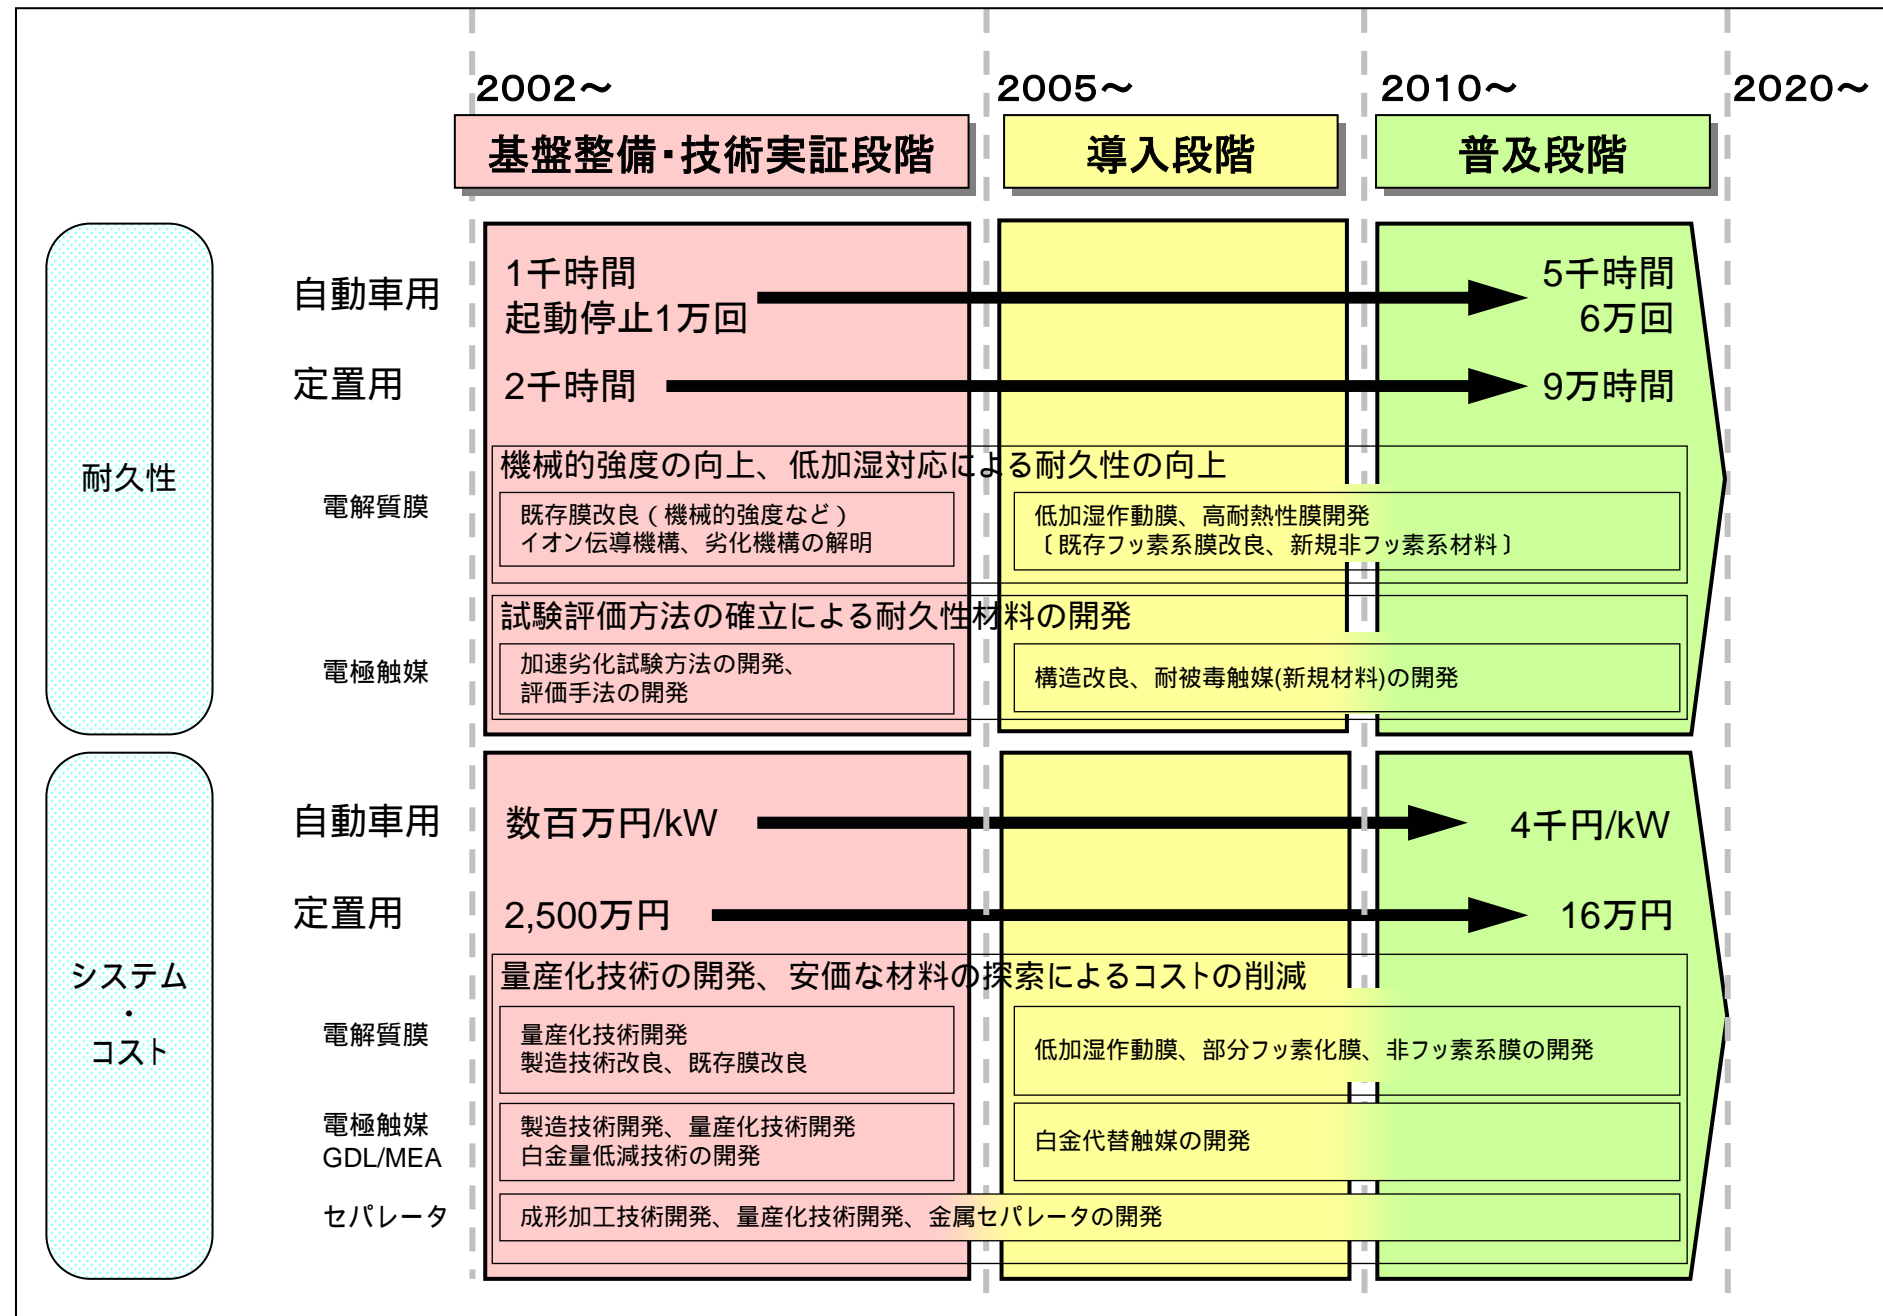 2002～
2005～
2010～
2020～
基盤整備･技術実証段階
導入段階
普及段階
耐久性
自動車用
1千時間
起動停止1万回
5千時間
6万回
定置用
2千時間
9万時間
機械的強度の向上、低加湿対応による耐久性の向上
電解質膜
既存膜改良（機械的強度など）
イオン伝導機構、劣化機構の解明
低加湿作動膜、高耐熱性膜開発
〔既存フッ素系膜改良、新規非フッ素系材料〕
試験評価方法の確立による耐久性材料の開発
電極触媒
加速劣化試験方法の開発、
評価手法の開発
構造改良、耐被毒触媒(新規材料)の開発
システム
・
コスト
自動車用
数百万円/kW
4千円/kW
定置用
2,500万円
16万円
量産化技術の開発、安価な材料の探索によるコストの削減
電解質膜
量産化技術開発
製造技術改良、既存膜改良
低加湿作動膜、部分フッ素化膜、非フッ素系膜の開発
電極触媒
GDL/MEA
製造技術開発、量産化技術開発
白金量低減技術の開発
白金代替触媒の開発
セパレータ
成形加工技術開発、量産化技術開発、金属セパレータの開発